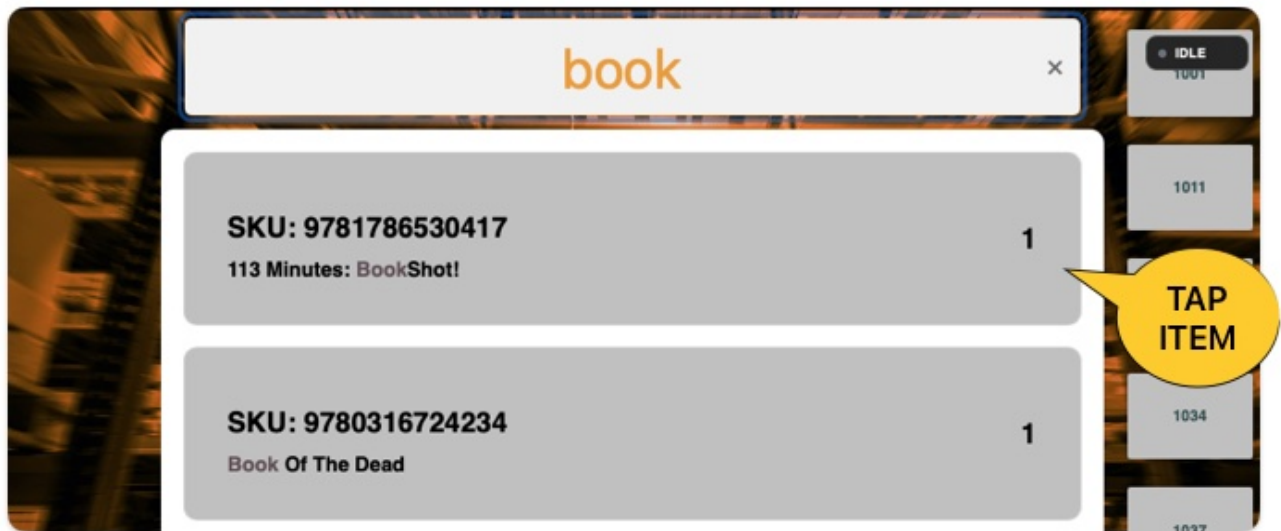 book
×
IDLE
1001
1011
SKU: 9781786530417
1
113 Minutes: BookShot!
TAP
ITEM
SKU: 9780316724234
1
Book Of The Dead
1034
1037